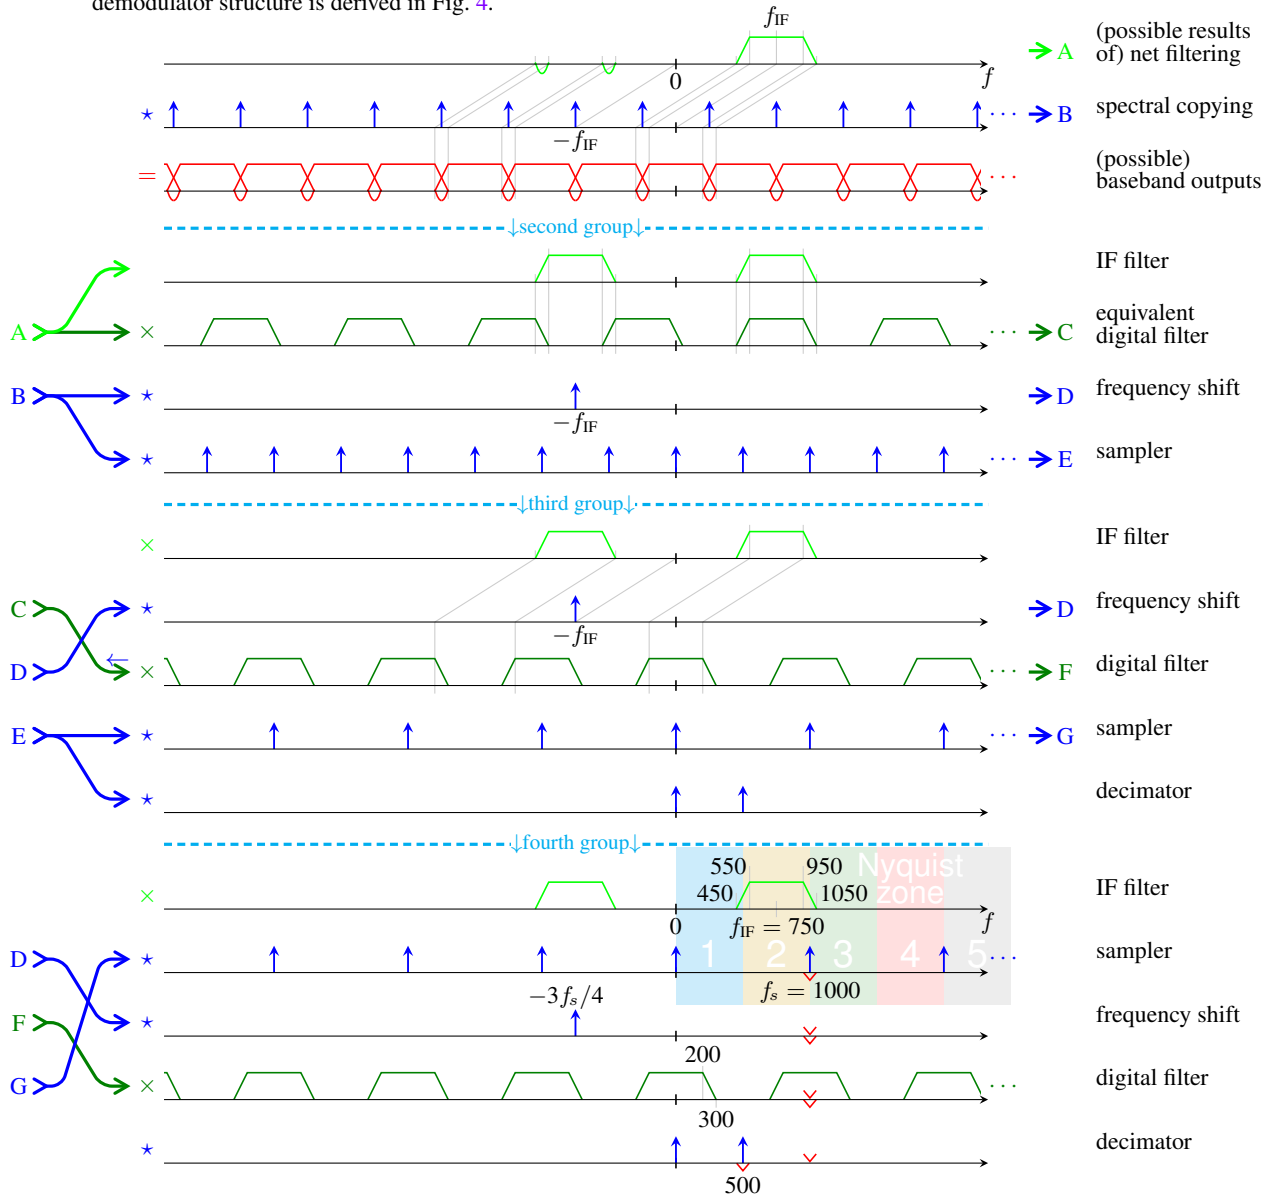 demodulator structure is derived in Fig. 4.
f_IF
(possible results
of) net filtering
A
0
f
⋆
−f_IF
··· B
spectral copying
=
···
(possible)
baseband outputs
↓second group↓
IF filter
A
×
··· C
equivalent
digital filter
B
⋆
−f_IF
D
frequency shift
⋆
··· E
sampler
↓third group↓
×
IF filter
C
⋆
−f_IF
D
frequency shift
D
←
×
··· F
digital filter
E
⋆
··· G
sampler
⋆
decimator
↓fourth group↓
550
950
Nyquist
zone
×
450
1050
IF filter
0
f_IF = 750
f
D
⋆
1 2 3 4 5
···
sampler
−3f_s/4
f_s = 1000
F
⋆
frequency shift
200
G
×
···
digital filter
300
⋆
decimator
500